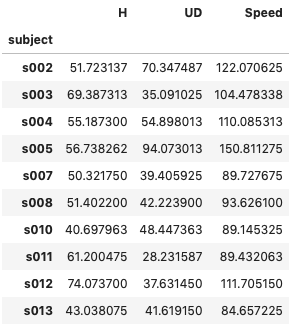 H UD Speed
subject
s002 51.723137 70.347487 122.070625
s003 69.387313 35.091025 104.478338
s004 55.187300 54.898013 110.085313
s005 56.738262 94.073013 150.811275
s007 50.321750 39.405925 89.727675
s008 51.402200 42.223900 93.626100
s010 40.697963 48.447363 89.145325
s011 61.200475 28.231587 89.432063
s012 74.073700 37.631450 111.705150
s013 43.038075 41.619150 84.657225